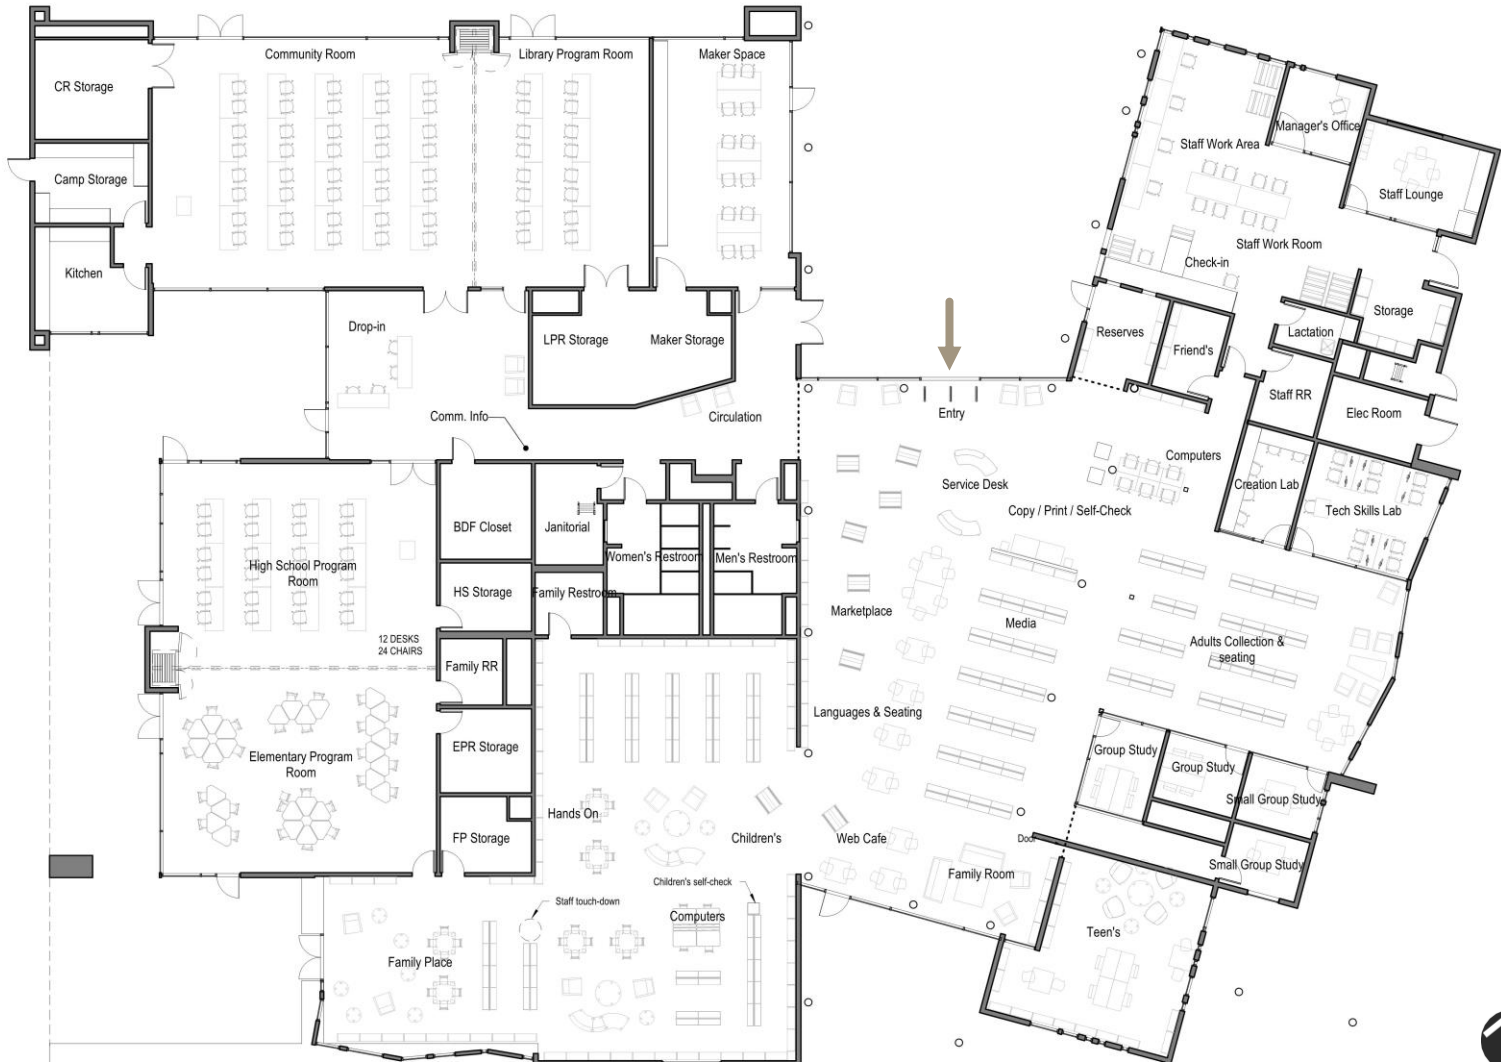 Community Room
Library Program Room
Maker Space
CR Storage
Camp Storage
Kitchen
Manager's Office
Staff Work Area
Staff Lounge
Staff Work Room
Check-in
Storage
Reserves
Friend's
Lactation
Staff RR
Elec Room
Drop-in
LPR Storage
Maker Storage
Comm. Info
Circulation
Entry
Computers
Creation Lab
Tech Skills Lab
Service Desk
Copy / Print / Self-Check
BDF Closet
Janitorial
Women's Restroom
Men's Restroom
High School Program
Room
HS Storage
Family Restroom
Marketplace
Media
12 DESKS
24 CHAIRS
Adults Collection &
seating
Family RR
Languages & Seating
EPR Storage
Elementary Program
Room
Group Study
Group Study
Small Group Study
Hands On
FP Storage
Children's
Web Cafe
Door
Small Group Study
Family Room
Children's self-check
Staff touch-down
Computers
Teen's
Family Place